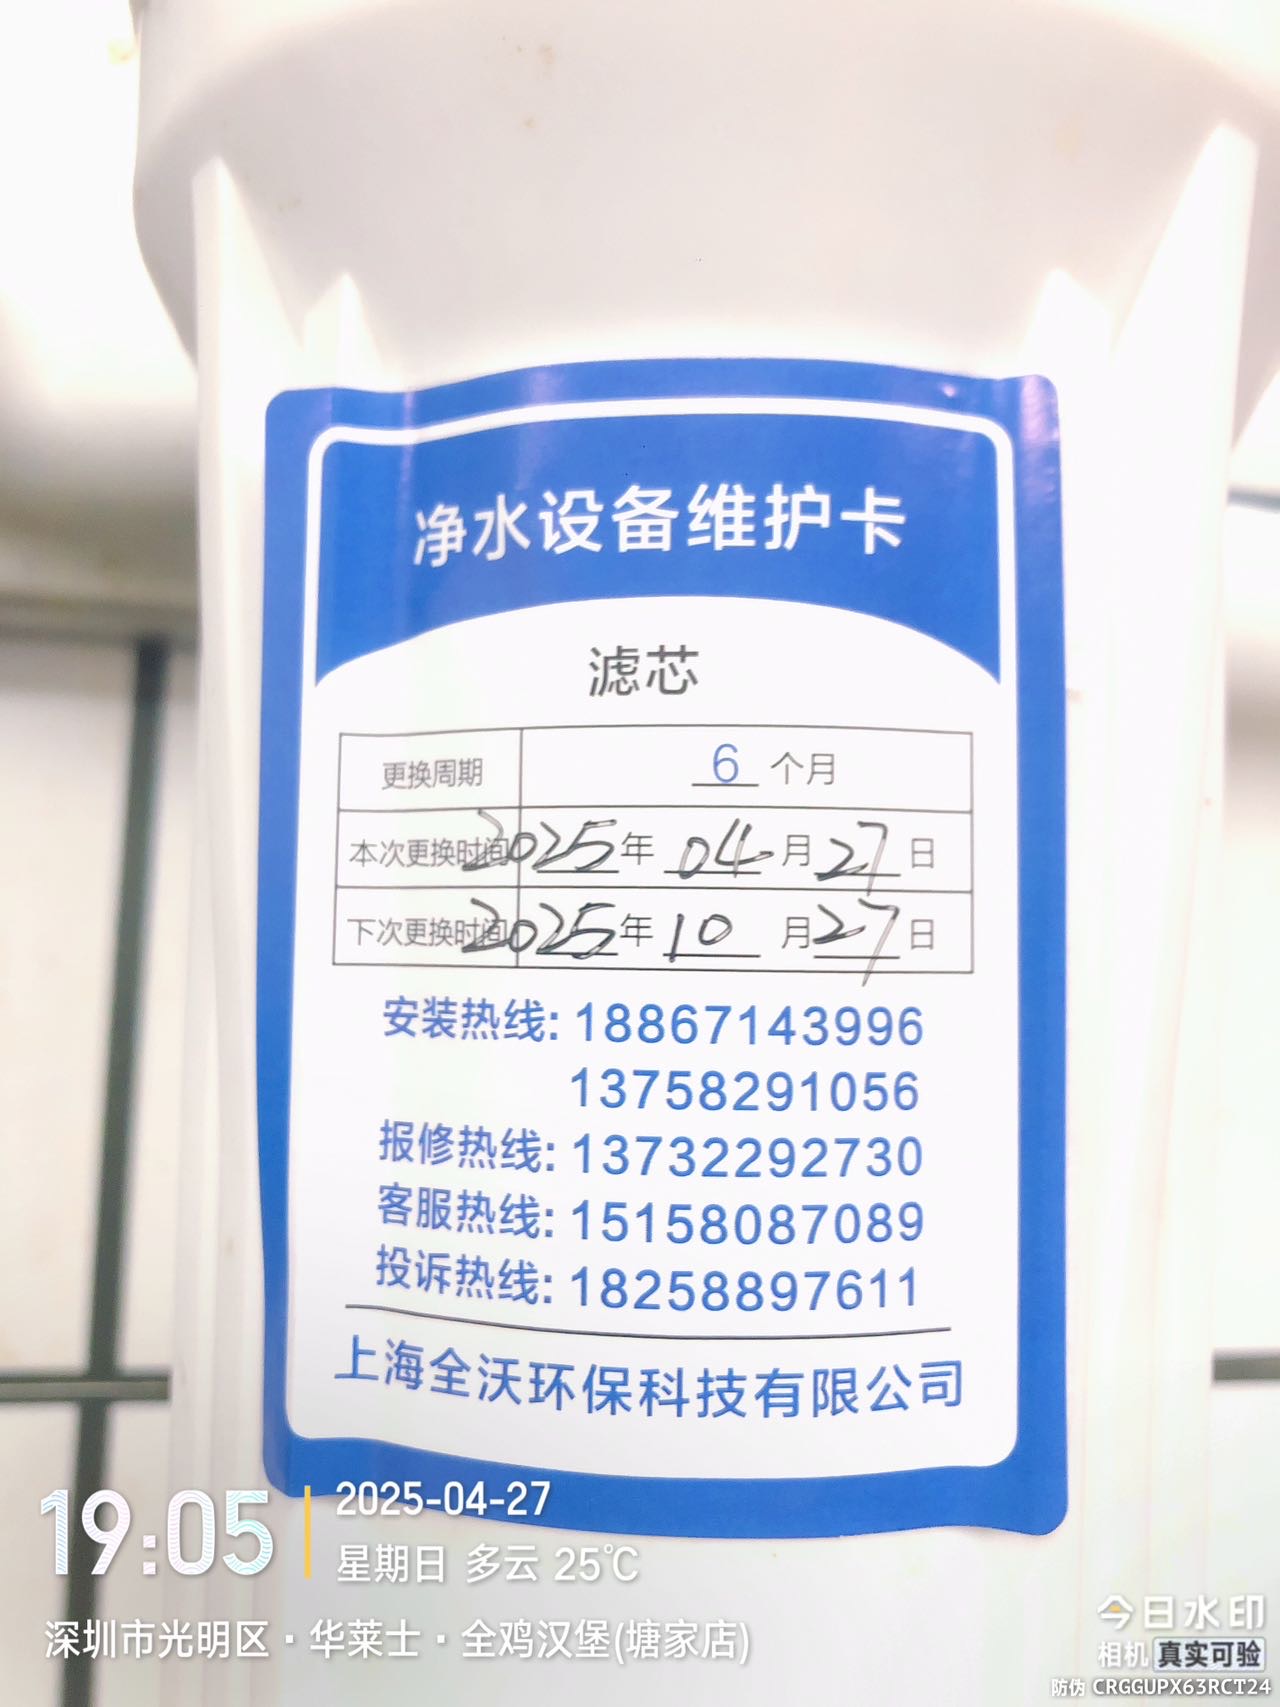 净水设备维护卡
滤芯
更换周期 6 个月
本次更换时间 2025 年 04 月 27 日
下次更换时间 2025 年 10 月 27 日
安装热线: 18867143996
13758291056
报修热线: 13732292730
客服热线: 15158087089
投诉热线: 18258897611
上海全沃环保科技有限公司
19:05
2025-04-27
星期日 多云 25℃
深圳市光明区·华莱士·全鸡汉堡(塘家店)
今日水印
相机 真实可验
防伪 CRGGUPX63RCT24